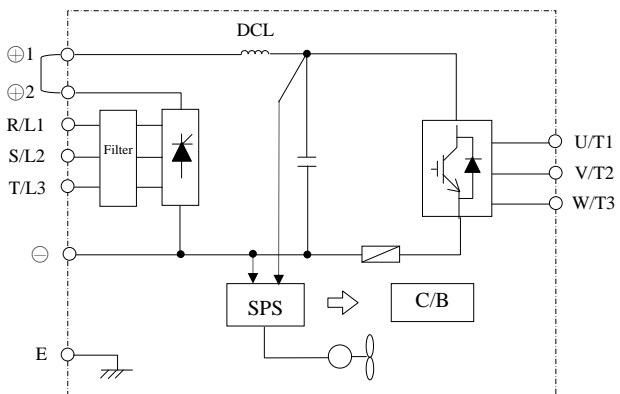 DCL
⊕1
⊕2
R/L1
S/L2
T/L3
Filter
U/T1
V/T2
W/T3
⊖
SPS
C/B
E